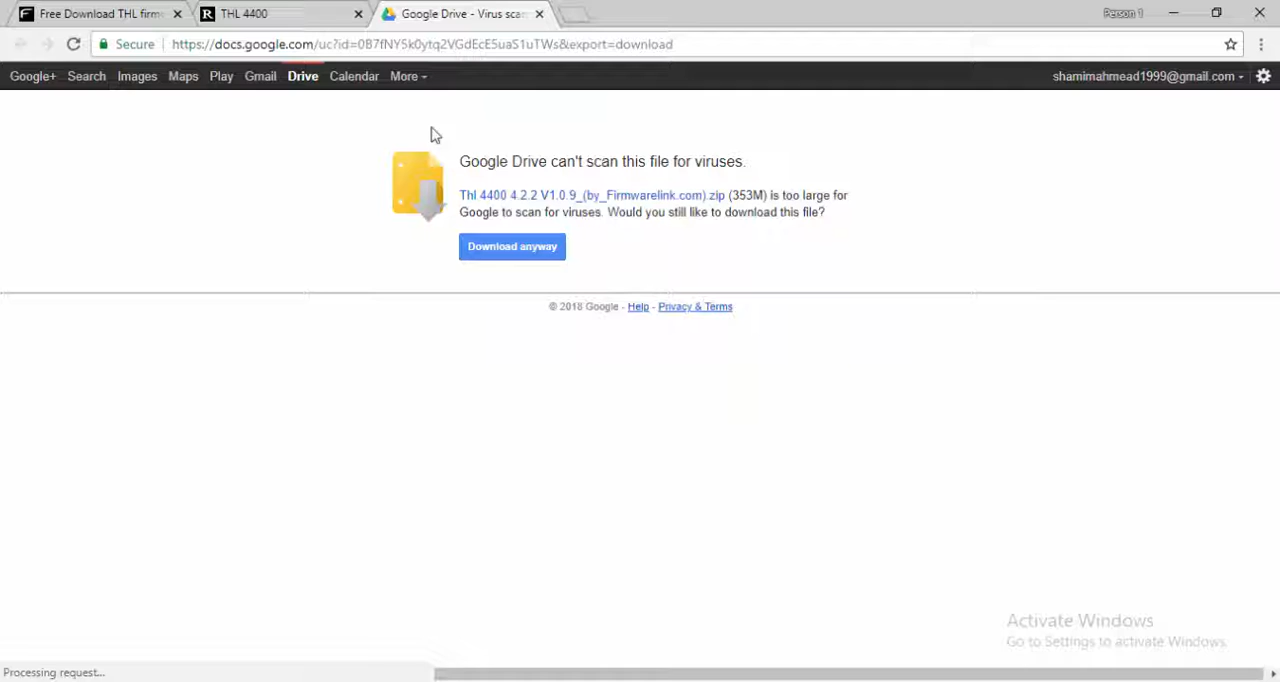 Free Download THL firm
THL 4400
Google Drive - Virus scan
Person 1
Secure
https://docs.google.com/uc?id=0B7fNY5k0ytq2VGdEcE5uaS1uTWs&export=download
Google+ Search Images Maps Play Gmail Drive Calendar More
shamimahmead1999@gmail.com
Google Drive can't scan this file for viruses.
Thl 4400 4.2.2 V1.0.9_(by_Firmwarelink.com).zip (353M) is too large for
Google to scan for viruses. Would you still like to download this file?
Download anyway
© 2018 Google - Help - Privacy & Terms
Activate Windows
Go to Settings to activate Windows.
Processing request...